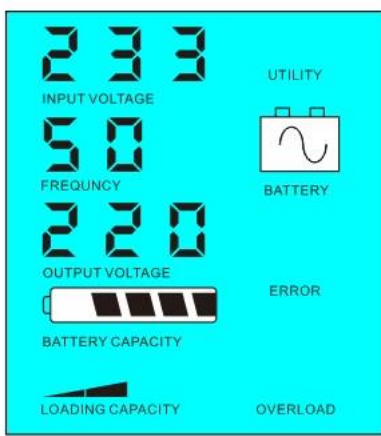 233
UTILITY
INPUT VOLTAGE
50
FREQUNCY
BATTERY
220
OUTPUT VOLTAGE
ERROR
BATTERY CAPACITY
LOADING CAPACITY
OVERLOAD